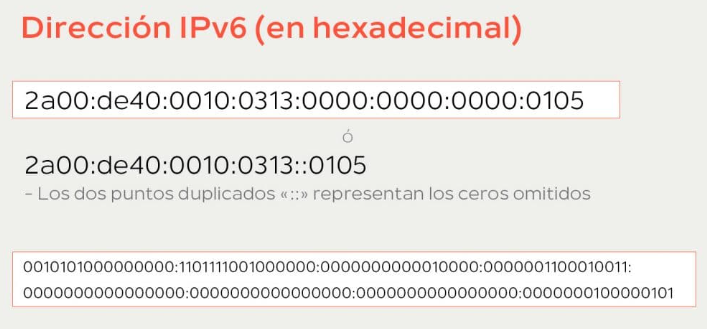 Dirección IPv6 (en hexadecimal)
2a00:de40:0010:0313:0000:0000:0000:0105
ó
2a00:de40:0010:0313::0105
- Los dos puntos duplicados «::» representan los ceros omitidos
0010101000000000:1101111001000000:0000000000010000:0000001100010011:
0000000000000000:0000000000000000:0000000000000000:0000000100000101